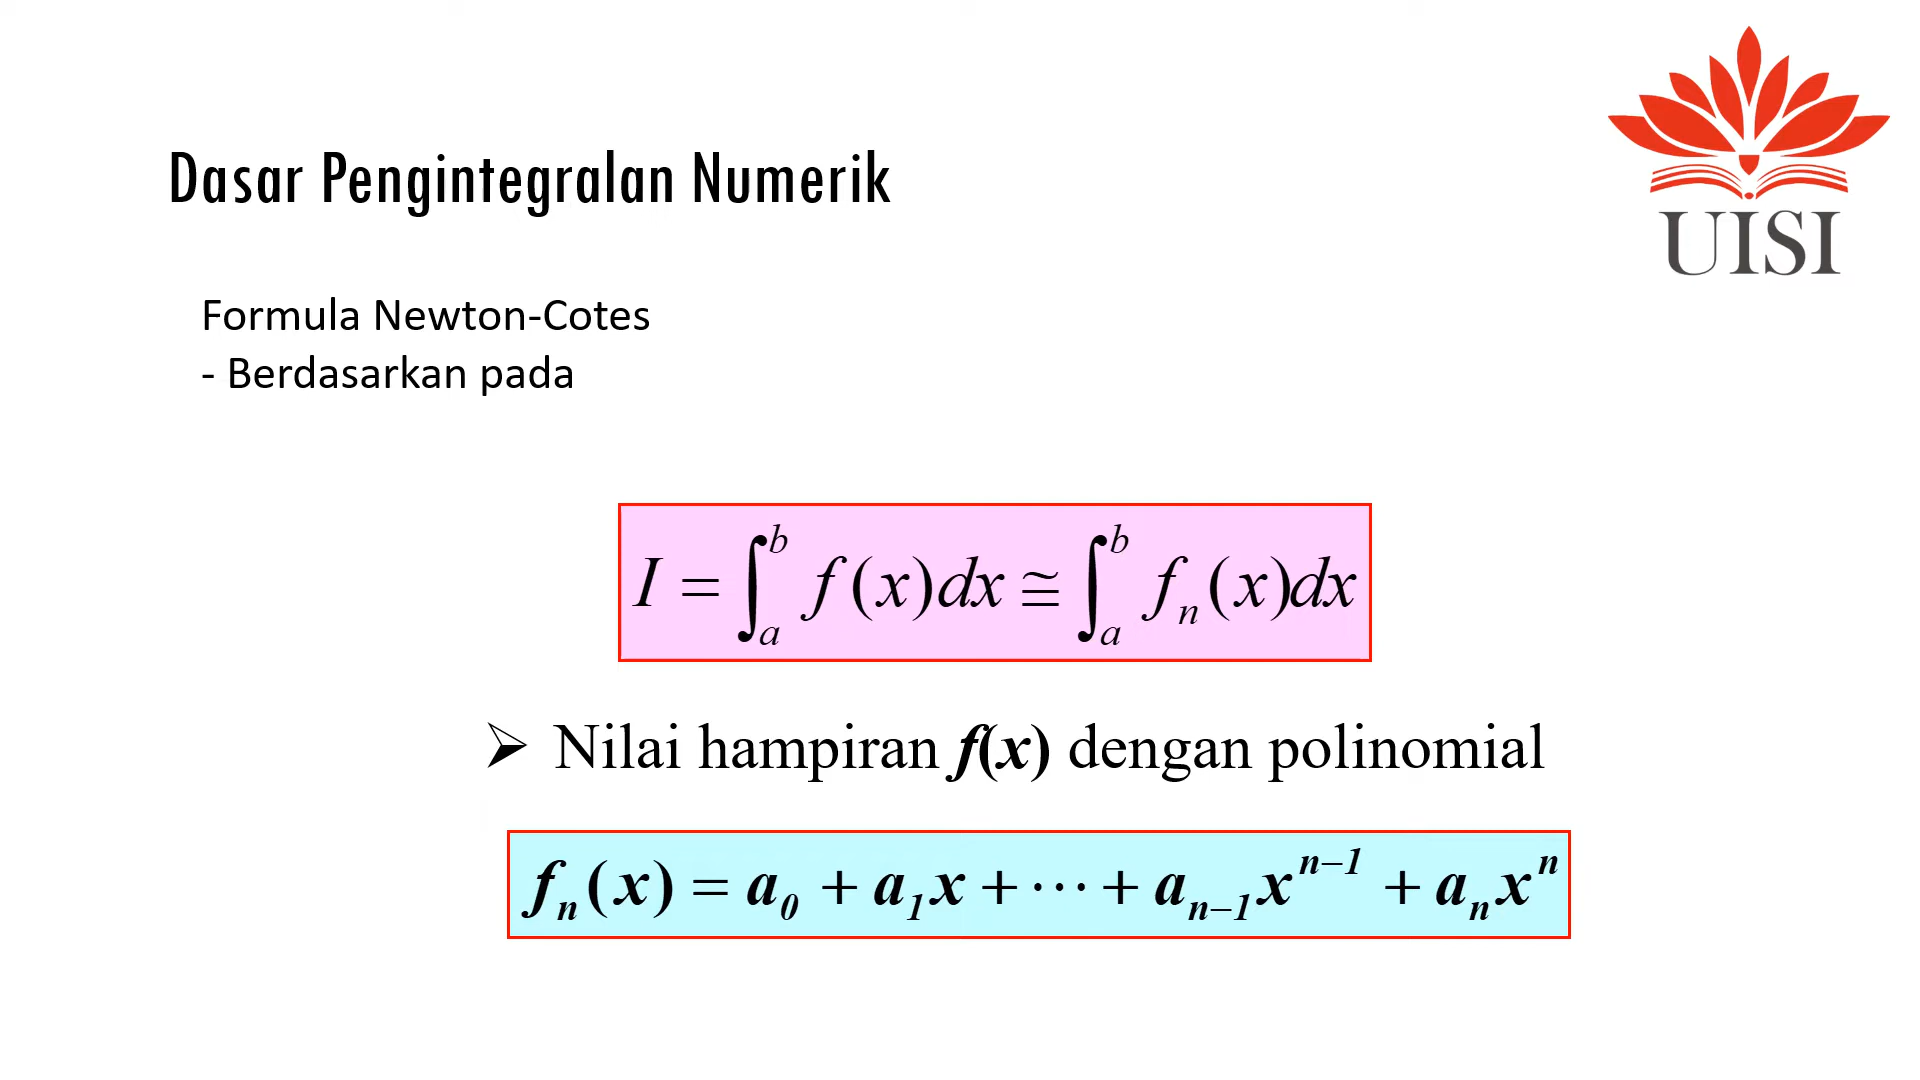 UISI
Dasar Pengintegralan Numerik
Formula Newton-Cotes
- Berdasarkan pada
I = ∫_a^b f(x)dx ≅ ∫_a^b f_n(x)dx
➢ Nilai hampiran f(x) dengan polinomial
f_n(x) = a_0 + a_1x + ⋯ + a_{n–1}x^{n–1} + a_nx^n